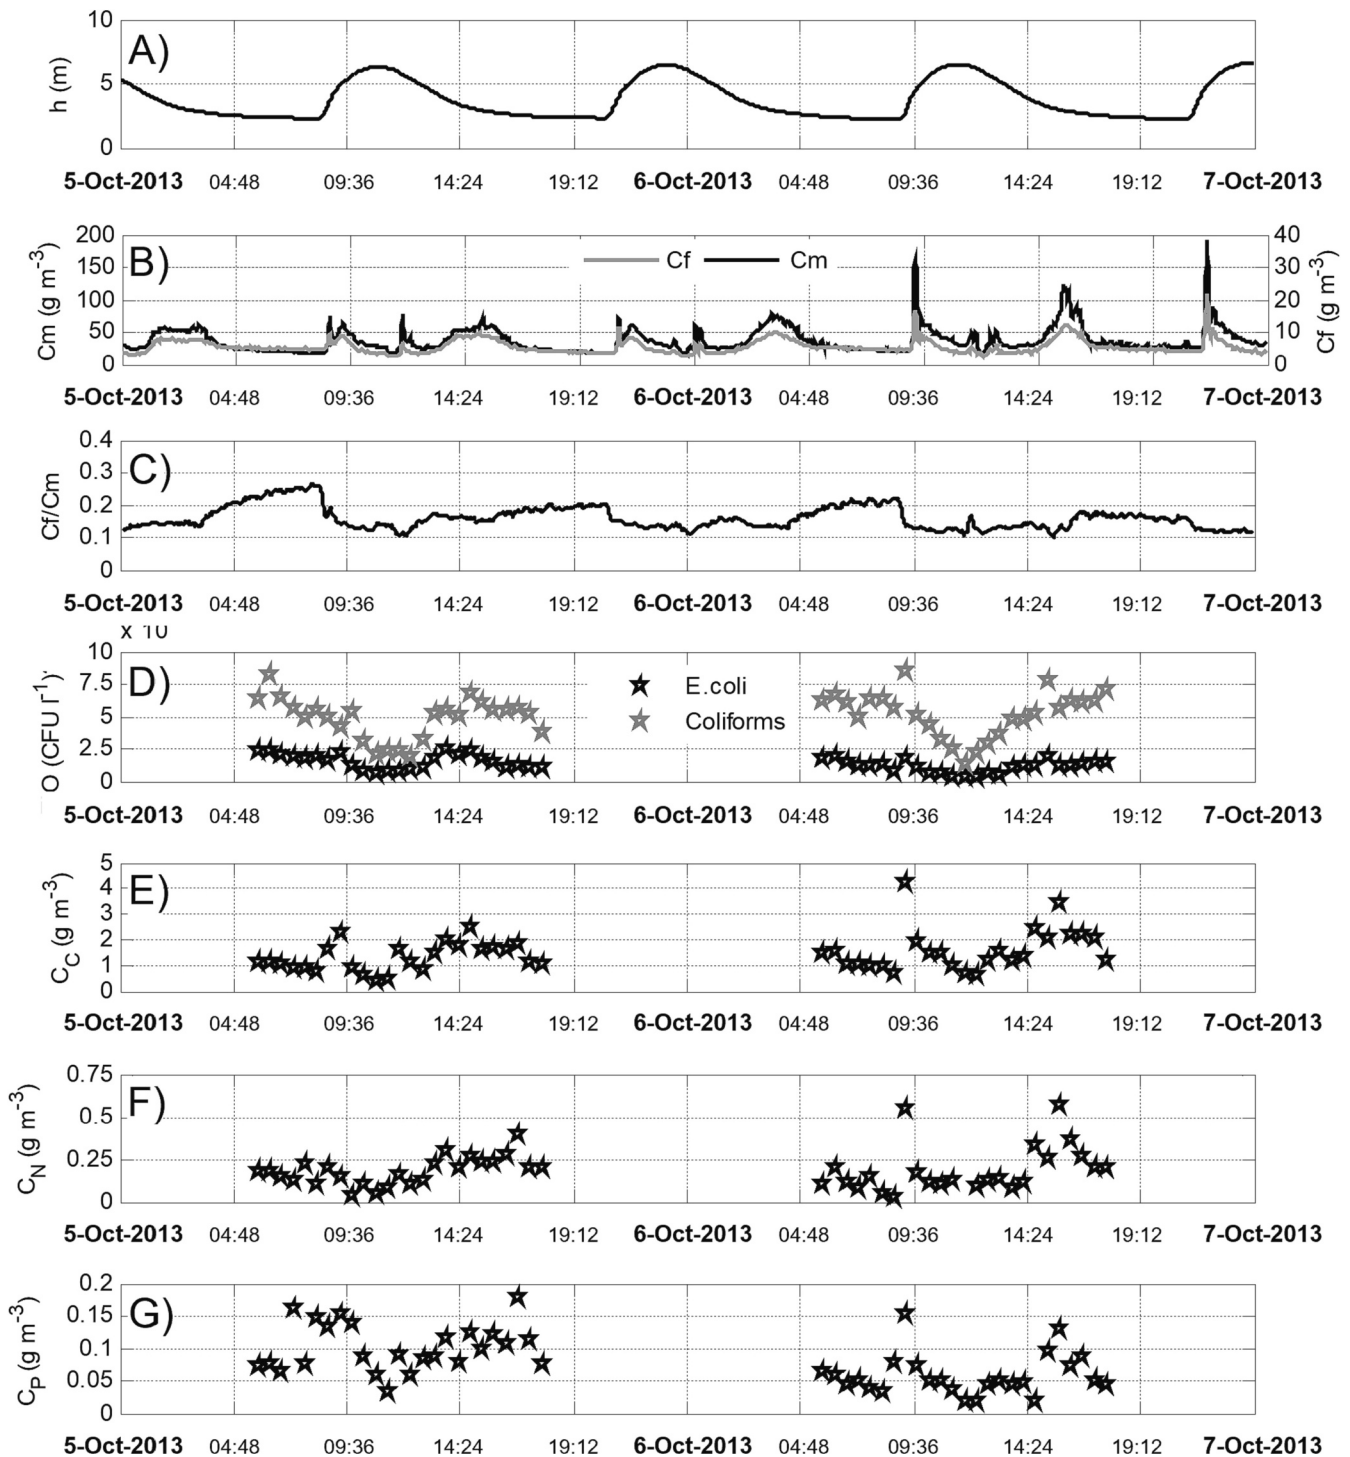 A)
h (m)
10
5
0
5-Oct-2013 04:48 09:36 14:24 19:12 6-Oct-2013 04:48 09:36 14:24 19:12 7-Oct-2013
B)
Cm (g m-3)
200
150
100
50
0
Cf Cm
40
30
20
10
0
Cf (g m-3)
5-Oct-2013 04:48 09:36 14:24 19:12 6-Oct-2013 04:48 09:36 14:24 19:12 7-Oct-2013
C)
Cf/Cm
0.4
0.3
0.2
0.1
0
5-Oct-2013 04:48 09:36 14:24 19:12 6-Oct-2013 04:48 09:36 14:24 19:12 7-Oct-2013
x 10
D)
O (CFU l-1)
10
7.5
5
2.5
0
E.coli
Coliforms
5-Oct-2013 04:48 09:36 14:24 19:12 6-Oct-2013 04:48 09:36 14:24 19:12 7-Oct-2013
E)
CC (g m-3)
5
4
3
2
1
0
5-Oct-2013 04:48 09:36 14:24 19:12 6-Oct-2013 04:48 09:36 14:24 19:12 7-Oct-2013
F)
CN (g m-3)
0.75
0.5
0.25
0
5-Oct-2013 04:48 09:36 14:24 19:12 6-Oct-2013 04:48 09:36 14:24 19:12 7-Oct-2013
G)
CP (g m-3)
0.2
0.15
0.1
0.05
0
5-Oct-2013 04:48 09:36 14:24 19:12 6-Oct-2013 04:48 09:36 14:24 19:12 7-Oct-2013